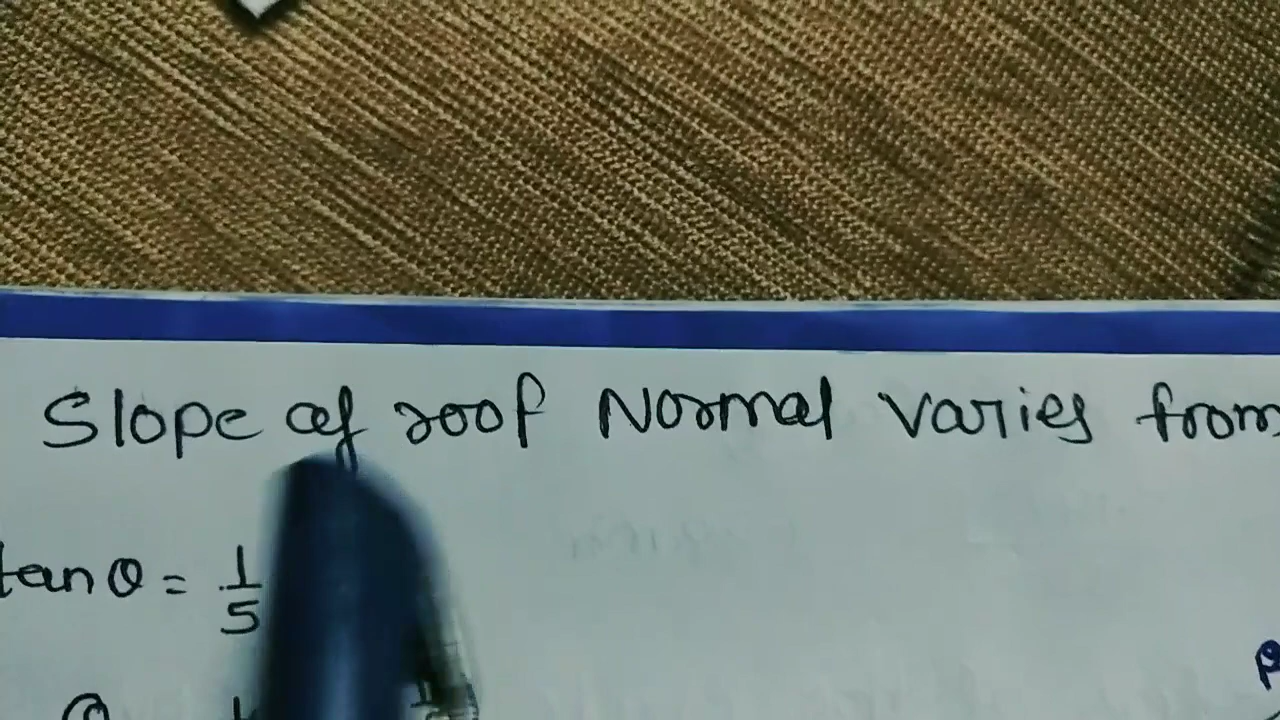 Slope of roof Normal varies from
tan θ = 1/5